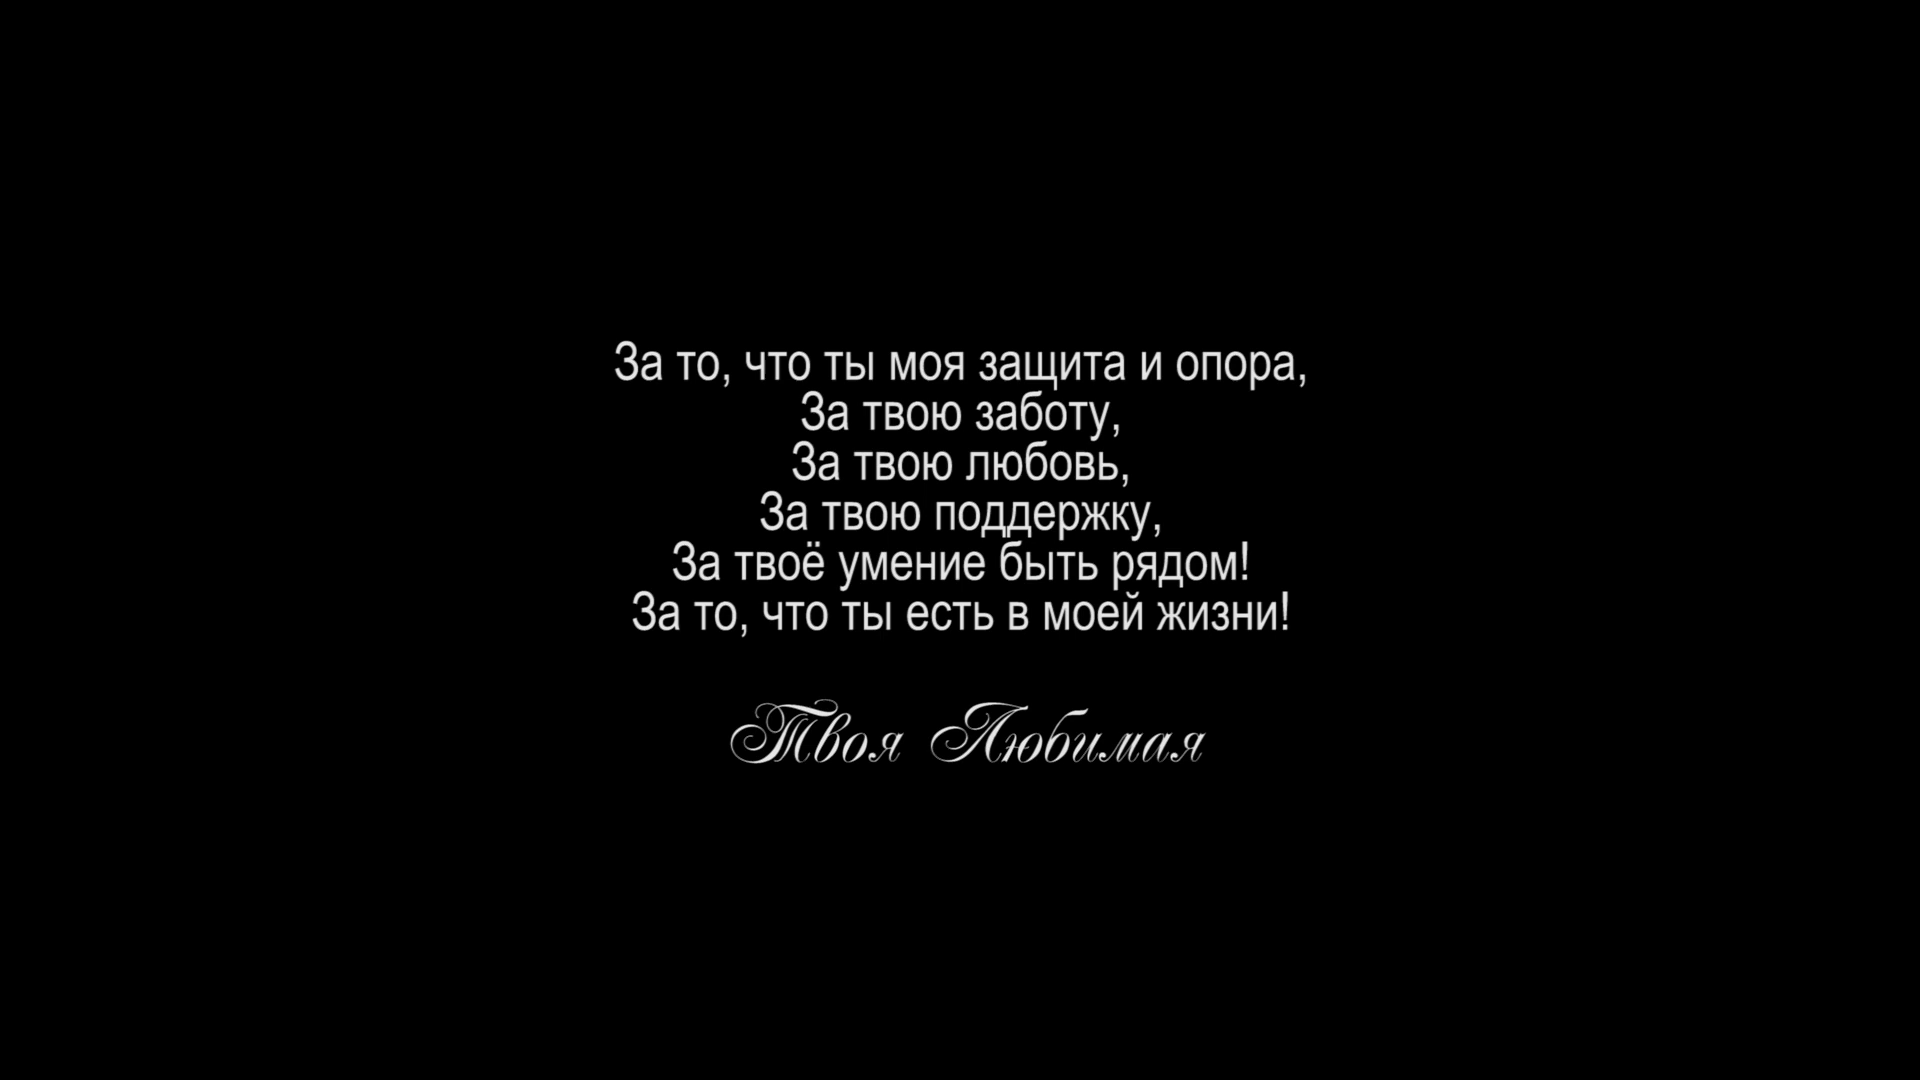 За то, что ты моя защита и опора,
За твою заботу,
За твою любовь,
За твою поддержку,
За твоё умение быть рядом!
За то, что ты есть в моей жизни!
Твоя Любимая